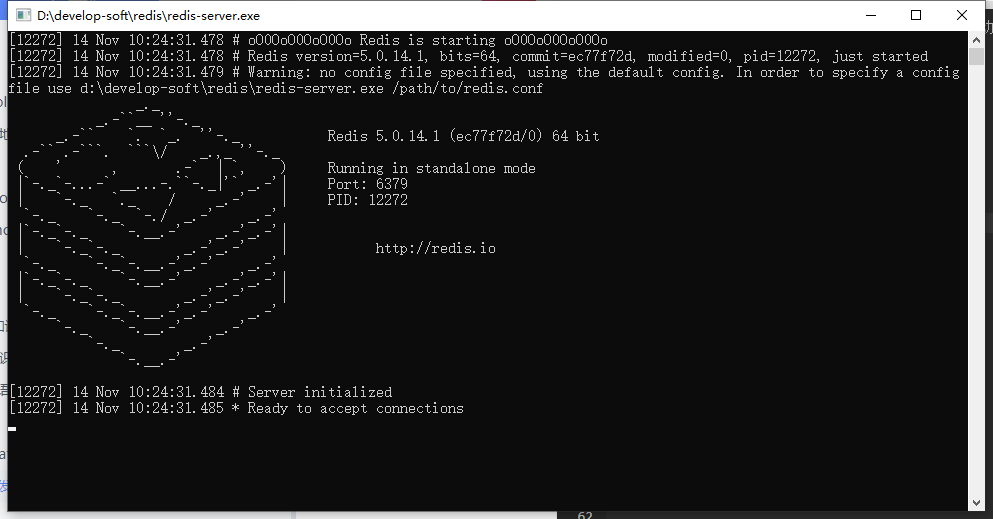 D:\develop-soft\redis\redis-server.exe
[12272] 14 Nov 10:24:31.478 # oO0OoO0OoO0Oo Redis is starting oO0OoO0OoO0Oo
[12272] 14 Nov 10:24:31.478 # Redis version=5.0.14.1, bits=64, commit=ec77f72d, modified=0, pid=12272, just started
[12272] 14 Nov 10:24:31.479 # Warning: no config file specified, using the default config. In order to specify a config
file use d:\develop-soft\redis\redis-server.exe /path/to/redis.conf
Redis 5.0.14.1 (ec77f72d/0) 64 bit
Running in standalone mode
Port: 6379
PID: 12272
http://redis.io
[12272] 14 Nov 10:24:31.484 # Server initialized
[12272] 14 Nov 10:24:31.485 * Ready to accept connections
62